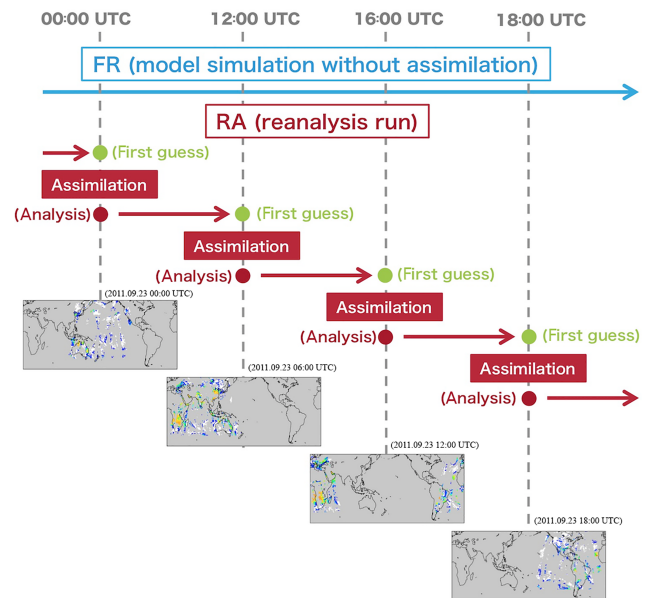 00:00 UTC 12:00 UTC 16:00 UTC 18:00 UTC
FR (model simulation without assimilation)
RA (reanalysis run)
(First guess)
Assimilation
(Analysis) (First guess)
Assimilation
(Analysis) (First guess)
(2011.09.23 00:00 UTC)
Assimilation
(Analysis) (First guess)
(2011.09.23 06:00 UTC)
Assimilation
(Analysis)
(2011.09.23 12:00 UTC)
(2011.09.23 18:00 UTC)